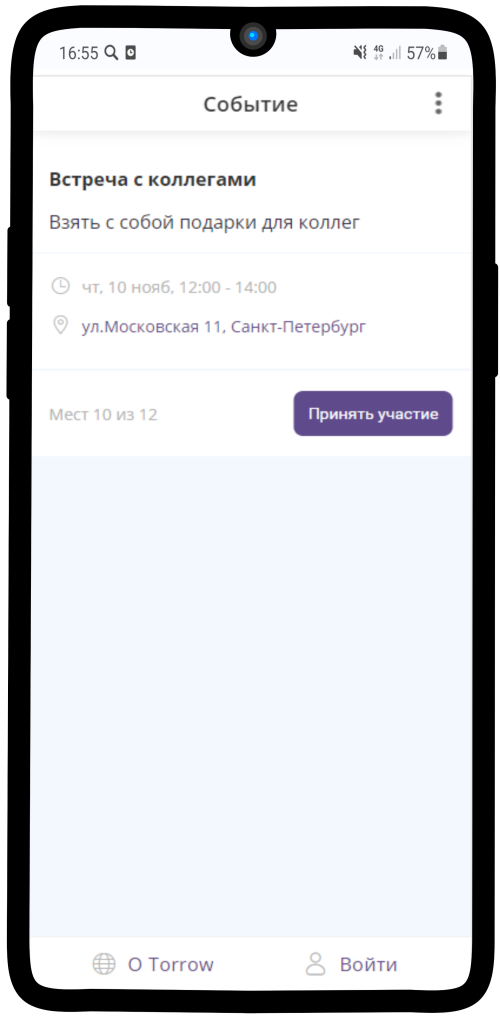 16:55 4G 57%
Событие
Встреча с коллегами
Взять с собой подарки для коллег
чт, 10 нояб, 12:00 - 14:00
ул.Московская 11, Санкт-Петербург
Мест 10 из 12 Принять участие
О Torrow Войти